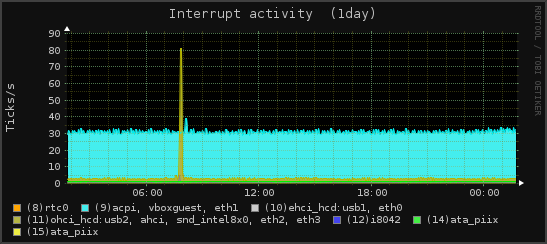 Interrupt activity  (1day)
RRDTOOL / TOBI OETIKER
Ticks/s
90
80
70
60
50
40
30
20
10
0
06:00 12:00 18:00 00:00
(8)rtc0 (9)acpi, vboxguest, eth1 (10)ehci_hcd:usb1, eth0
(11)ohci_hcd:usb2, ahci, snd_intel8x0, eth2, eth3 (12)i8042 (14)ata_piix
(15)ata_piix